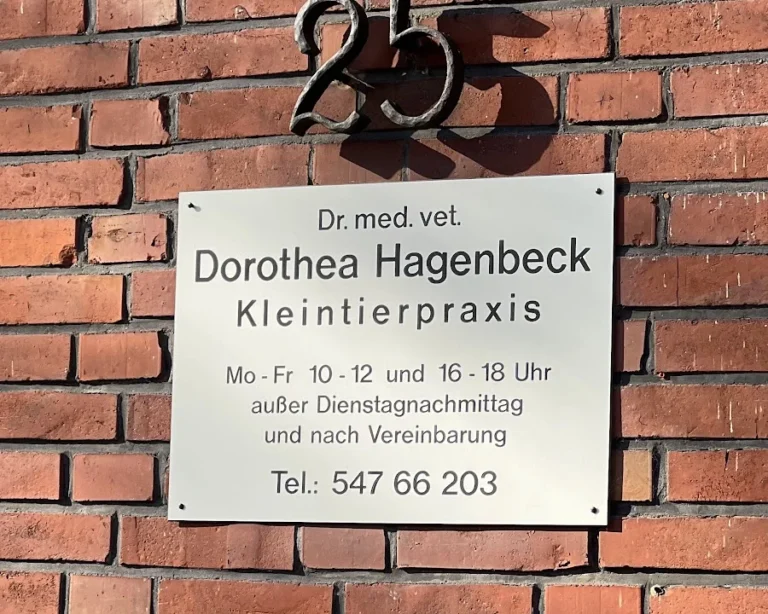 25
Dr. med. vet.
Dorothea Hagenbeck
Kleintierpraxis
Mo - Fr 10 - 12 und 16 - 18 Uhr
außer Dienstagnachmittag
und nach Vereinbarung
Tel.: 547 66 203